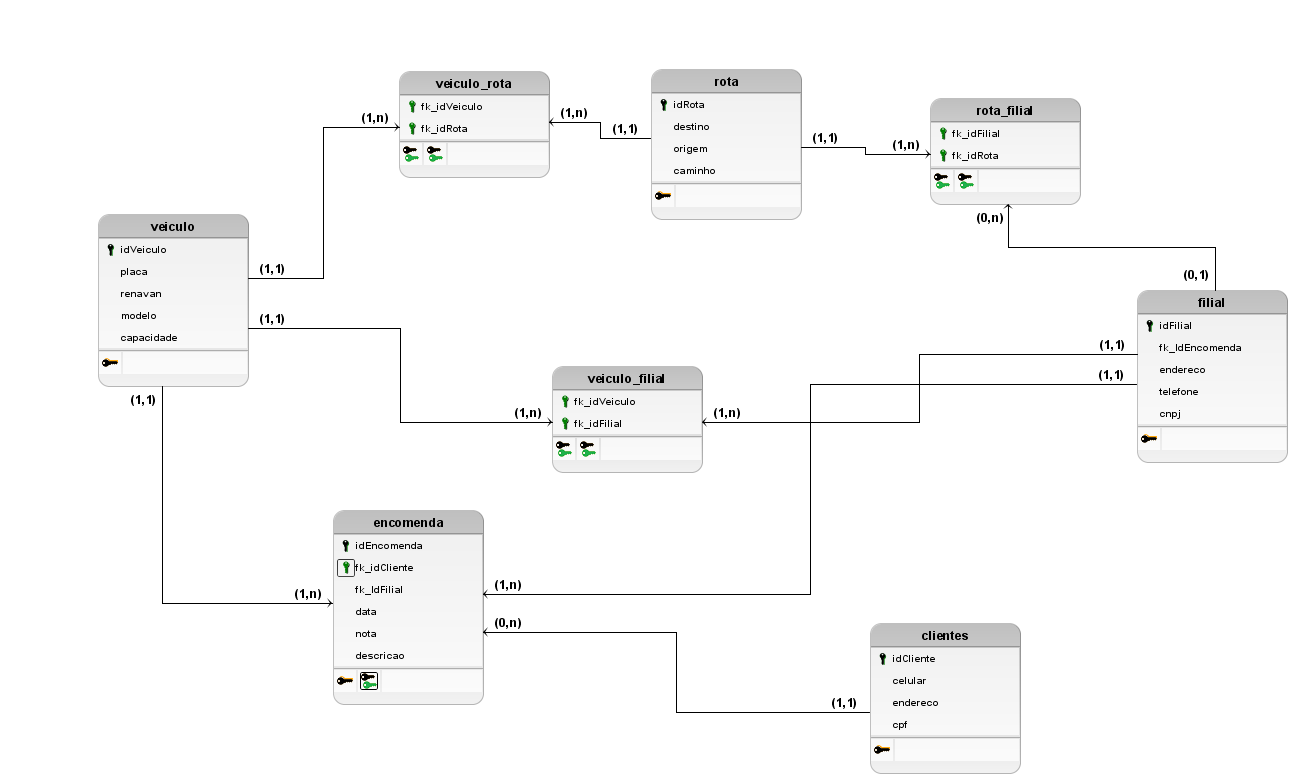 veiculo_rota
fk_idVeiculo
fk_idRota
(1,n)
(1,n)
rota
idRota
destino
origem
caminho
(1,1)
(1,1)
(1,n)
rota_filial
fk_idFilial
fk_idRota
(0,n)
(0,1)
veiculo
idVeiculo
placa
renavan
modelo
capacidade
(1,1)
(1,1)
(1,1)
filial
idFilial
fk_IdEncomenda
endereco
telefone
cnpj
(1,1)
(1,1)
veiculo_filial
fk_idVeiculo
fk_idFilial
(1,n)
(1,n)
encomenda
idEncomenda
fk_idCliente
fk_IdFilial
data
nota
descricao
(1,n)
(1,n)
(0,n)
clientes
idCliente
celular
endereco
cpf
(1,1)